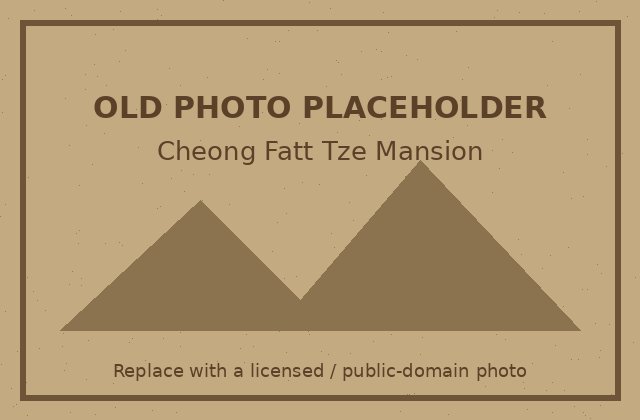 OLD PHOTO PLACEHOLDER
Cheong Fatt Tze Mansion
Replace with a licensed / public-domain photo